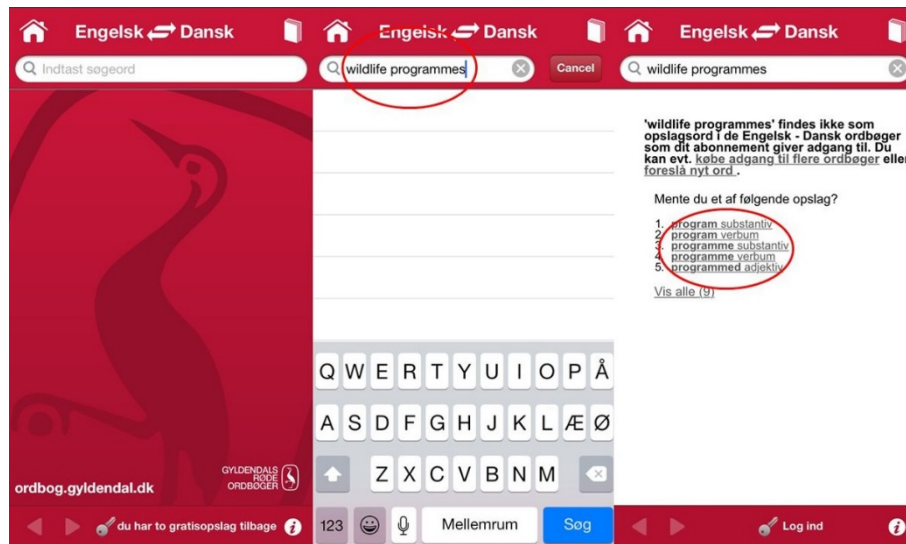 Engelsk Dansk
Indtast søgeord
ordbog.gyldendal.dk
GYLDENDALS
RØDE
ORDBØGER
du har to gratisopslag tilbage
Engelsk Dansk
wildlife programmes
Cancel
Q W E R T Y U I O P Å
A S D F G H J K L Æ Ø
Z X C V B N M
123 Mellemrum Søg
Engelsk Dansk
wildlife programmes
'wildlife programmes' findes ikke som
opslagsord i de Engelsk - Dansk ordbøger
som dit abonnement giver adgang til. Du
kan evt. købe adgang til flere ordbøger eller
foreslå nyt ord .
Mente du et af følgende opslag?
1. program substantiv
2. program verbum
3. programme substantiv
4. programme verbum
5. programmed adjektiv
Vis alle (9)
Log ind